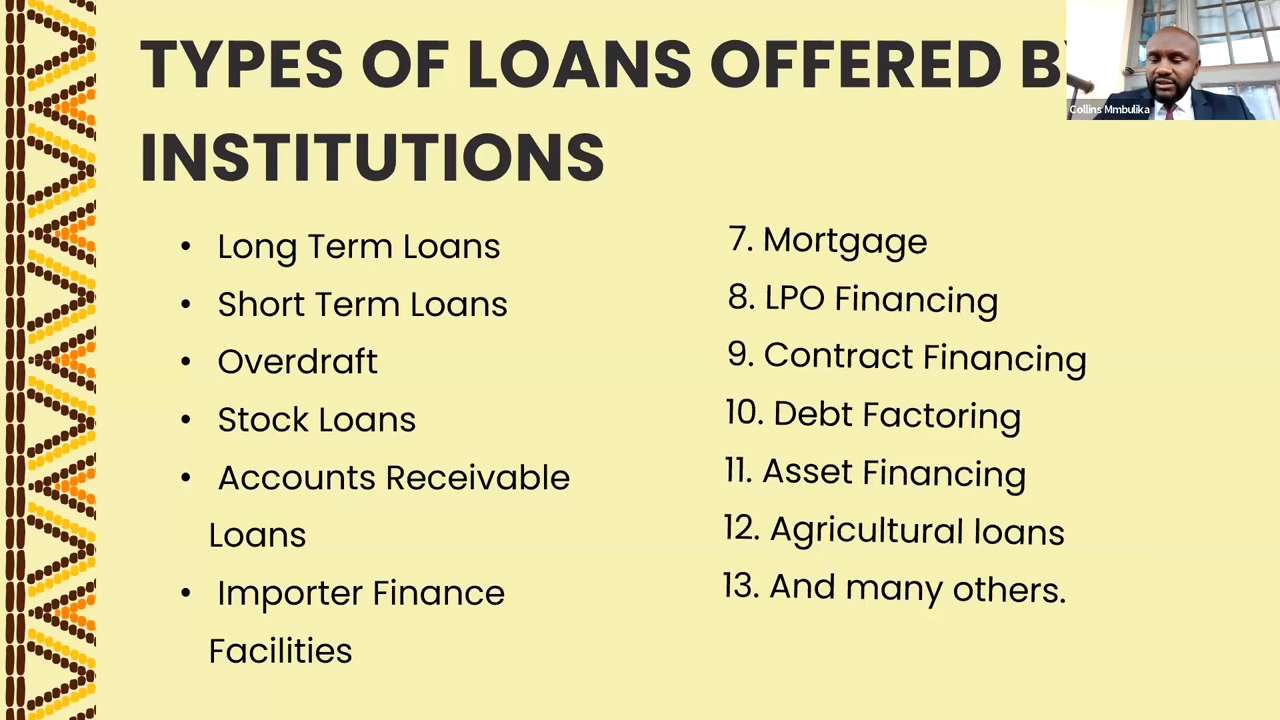 TYPES OF LOANS OFFERED
INSTITUTIONS
• Long Term Loans
• Short Term Loans
• Overdraft
• Stock Loans
• Accounts Receivable
Loans
• Importer Finance
Facilities
7. Mortgage
8. LPO Financing
9. Contract Financing
10. Debt Factoring
11. Asset Financing
12. Agricultural loans
13. And many others.
Collins Mmbulika